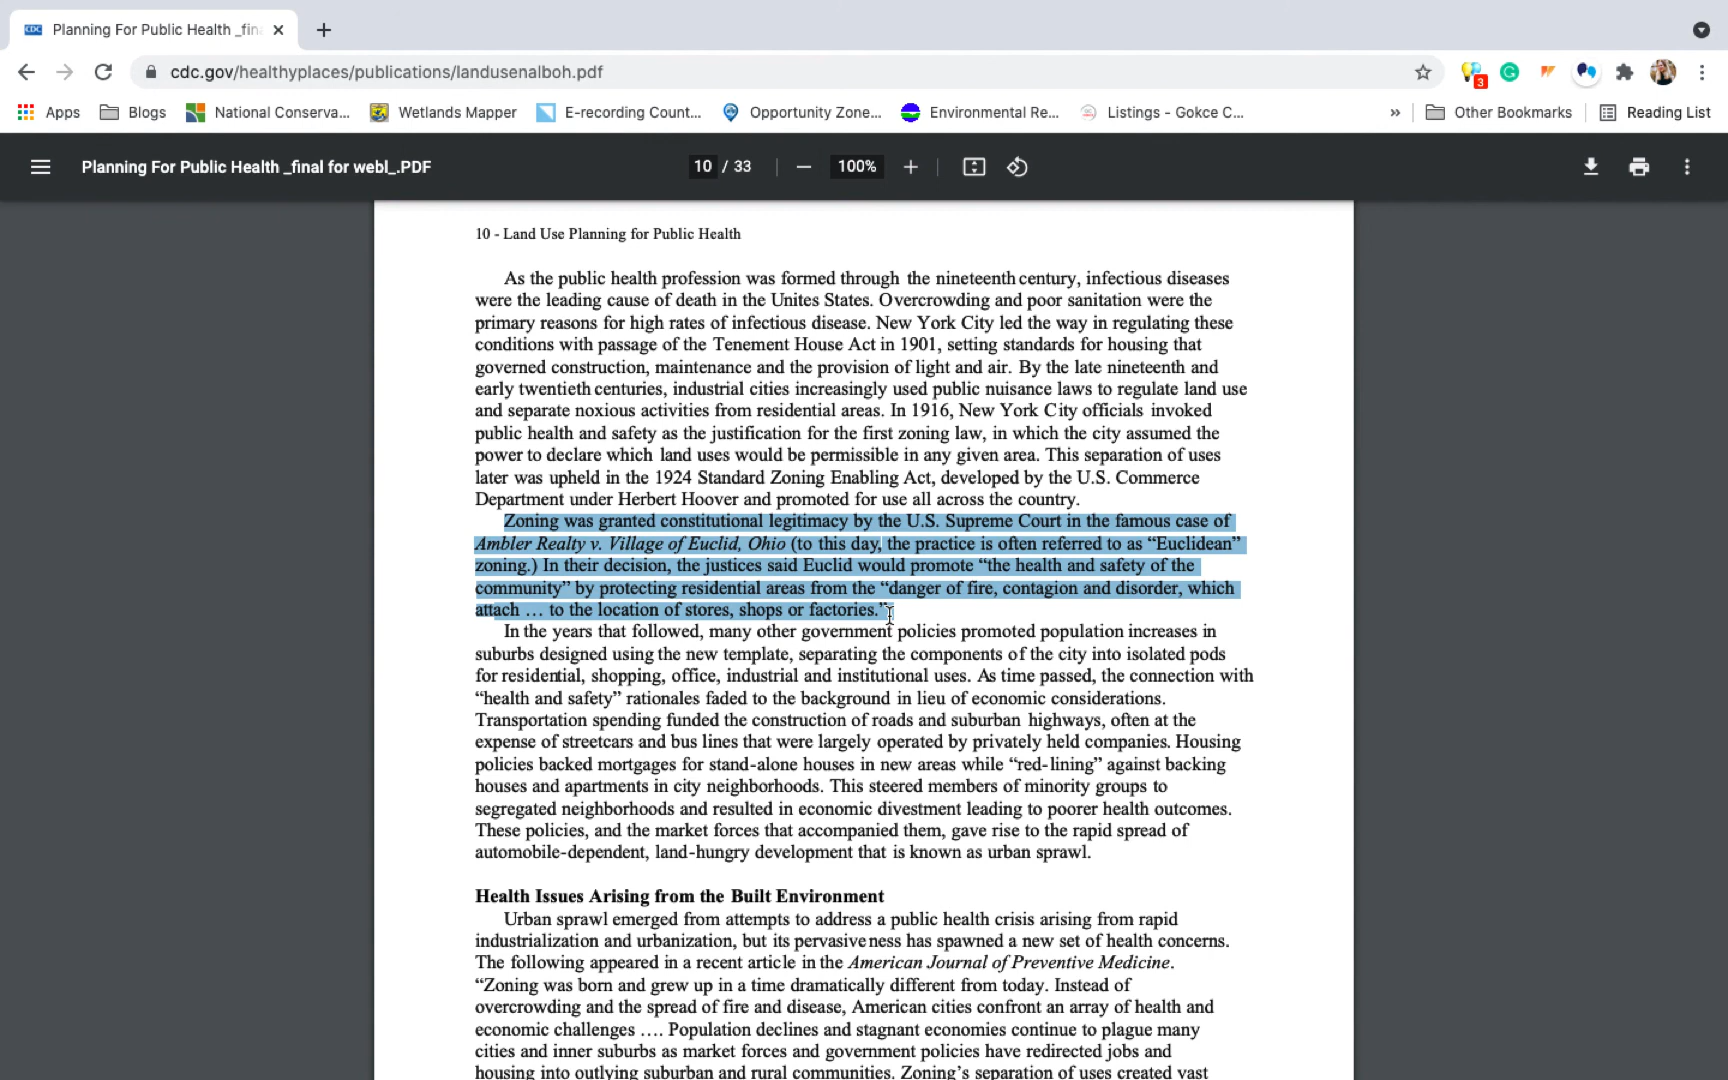 Planning For Public Health _fin
cdc.gov/healthyplaces/publications/landusenalboh.pdf
3
Apps
Blogs
National Conserva...
Wetlands Mapper
E-recording Count...
Opportunity Zone...
Environmental Re...
Listings - Gokce C...
»
Other Bookmarks
Reading List
Planning For Public Health _final for webl_.PDF
10 / 33
100%
10 - Land Use Planning for Public Health
As the public health profession was formed through the nineteenth century, infectious diseases
were the leading cause of death in the Unites States. Overcrowding and poor sanitation were the
primary reasons for high rates of infectious disease. New York City led the way in regulating these
conditions with passage of the Tenement House Act in 1901, setting standards for housing that
governed construction, maintenance and the provision of light and air. By the late nineteenth and
early twentieth centuries, industrial cities increasingly used public nuisance laws to regulate land use
and separate noxious activities from residential areas. In 1916, New York City officials invoked
public health and safety as the justification for the first zoning law, in which the city assumed the
power to declare which land uses would be permissible in any given area. This separation of uses
later was upheld in the 1924 Standard Zoning Enabling Act, developed by the U.S. Commerce
Department under Herbert Hoover and promoted for use all across the country.
Zoning was granted constitutional legitimacy by the U.S. Supreme Court in the famous case of
Ambler Realty v. Village of Euclid, Ohio (to this day, the practice is often referred to as “Euclidean”
zoning.) In their decision, the justices said Euclid would promote “the health and safety of the
community” by protecting residential areas from the “danger of fire, contagion and disorder, which
attach … to the location of stores, shops or factories.”
In the years that followed, many other government policies promoted population increases in
suburbs designed using the new template, separating the components of the city into isolated pods
for residential, shopping, office, industrial and institutional uses. As time passed, the connection with
“health and safety” rationales faded to the background in lieu of economic considerations.
Transportation spending funded the construction of roads and suburban highways, often at the
expense of streetcars and bus lines that were largely operated by privately held companies. Housing
policies backed mortgages for stand-alone houses in new areas while “red-lining” against backing
houses and apartments in city neighborhoods. This steered members of minority groups to
segregated neighborhoods and resulted in economic divestment leading to poorer health outcomes.
These policies, and the market forces that accompanied them, gave rise to the rapid spread of
automobile-dependent, land-hungry development that is known as urban sprawl.
Health Issues Arising from the Built Environment
Urban sprawl emerged from attempts to address a public health crisis arising from rapid
industrialization and urbanization, but its pervasiveness has spawned a new set of health concerns.
The following appeared in a recent article in the American Journal of Preventive Medicine.
“Zoning was born and grew up in a time dramatically different from today. Instead of
overcrowding and the spread of fire and disease, American cities confront an array of health and
economic challenges …. Population declines and stagnant economies continue to plague many
cities and inner suburbs as market forces and government policies have redirected jobs and
housing into outlying suburban and rural communities. Zoning’s separation of uses created vast